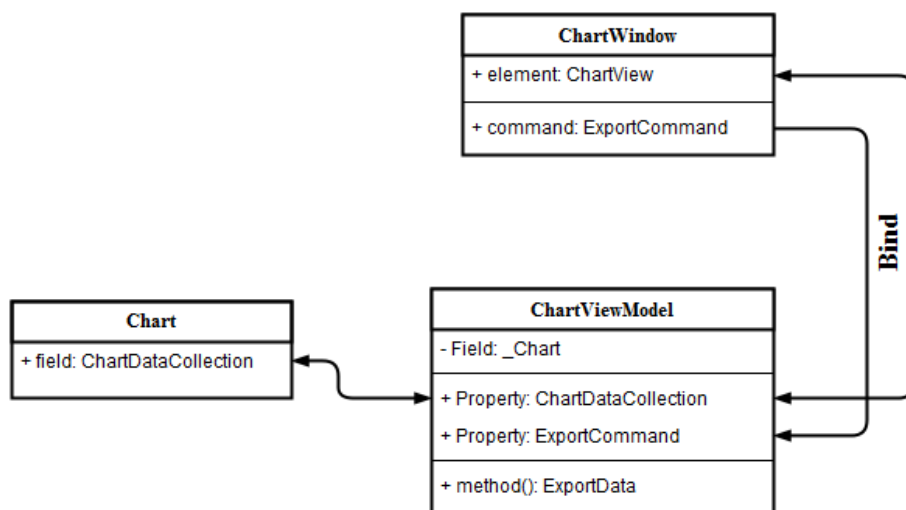 ChartWindow
+ element: ChartView
+ command: ExportCommand
Bind
Chart
+ field: ChartDataCollection
ChartViewModel
- Field: _Chart
+ Property: ChartDataCollection
+ Property: ExportCommand
+ method(): ExportData